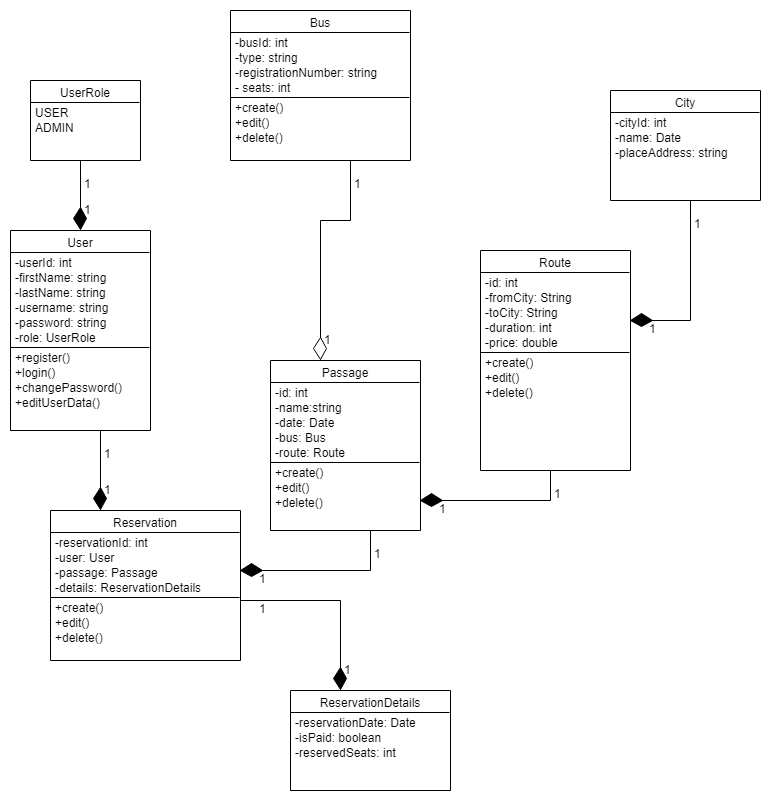 Bus
-busId: int
-type: string
-registrationNumber: string
- seats: int
+create()
+edit()
+delete()
1
1
UserRole
USER
ADMIN
1
1
City
-cityId: int
-name: Date
-placeAddress: string
1
1
User
-userId: int
-firstName: string
-lastName: string
-username: string
-password: string
-role: UserRole
+register()
+login()
+changePassword()
+editUserData()
1
1
Route
-id: int
-fromCity: String
-toCity: String
-duration: int
-price: double
+create()
+edit()
+delete()
1
1
Passage
-id: int
-name:string
-date: Date
-bus: Bus
-route: Route
+create()
+edit()
+delete()
1
1
Reservation
-reservationId: int
-user: User
-passage: Passage
-details: ReservationDetails
+create()
+edit()
+delete()
1
1
ReservationDetails
-reservationDate: Date
-isPaid: boolean
-reservedSeats: int